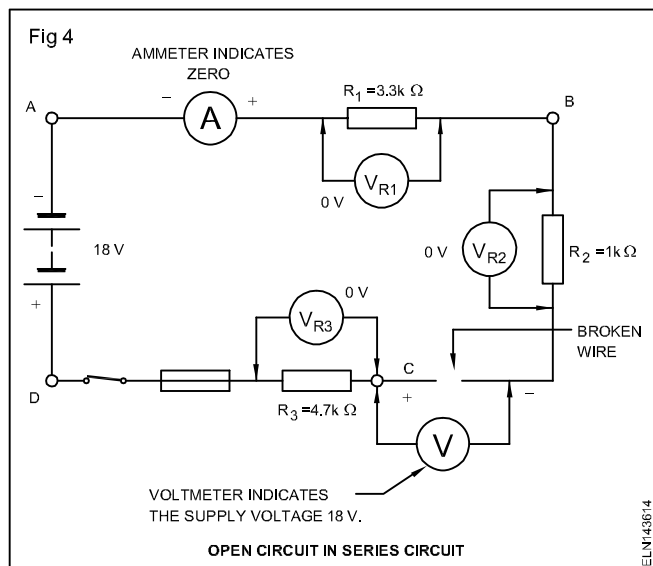 Fig 4
AMMETER INDICATES
ZERO
R1 =3.3k Ω
A
−
A
+
B
VR1
0 V
−
18 V
+
0 V
VR2
R2 =1k Ω
0 V
VR3
BROKEN
WIRE
C
D
R3 =4.7k Ω
+
−
V
VOLTMETER INDICATES
THE SUPPLY VOLTAGE 18 V.
OPEN CIRCUIT IN SERIES CIRCUIT
ELN143614